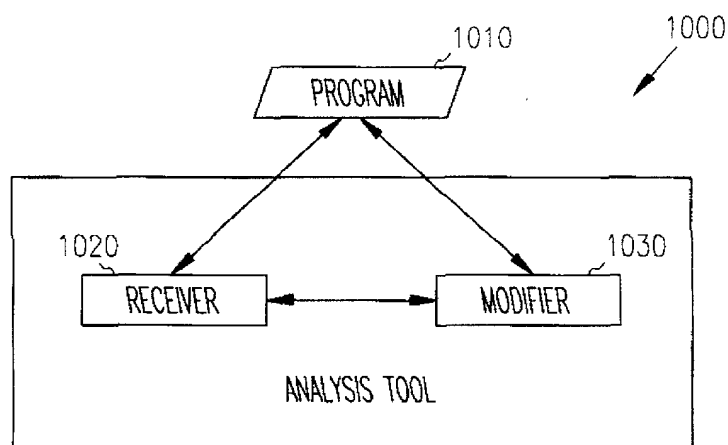 1010
1000
PROGRAM
1020
1030
RECEIVER
MODIFIER
ANALYSIS TOOL